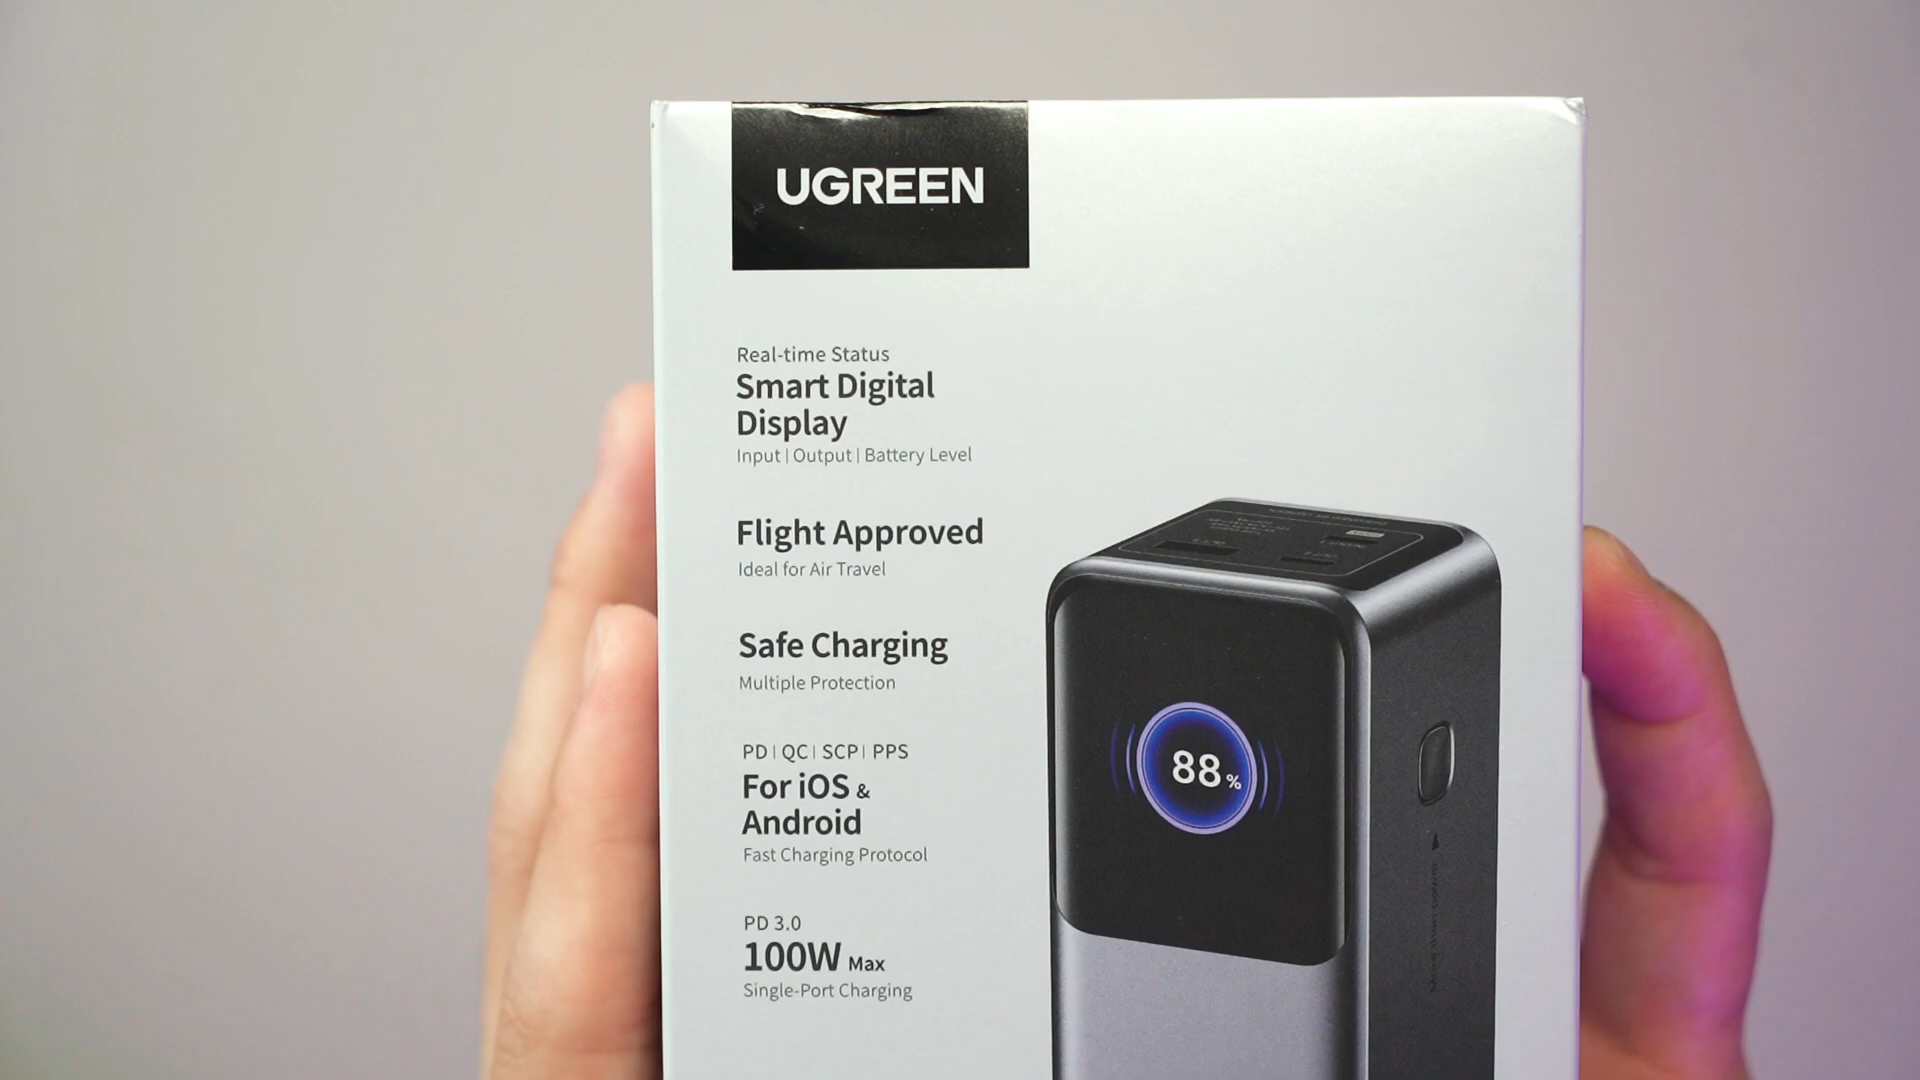 UGREEN
Real-time Status
Smart Digital
Display
Input | Output | Battery Level
Flight Approved
Ideal for Air Travel
Safe Charging
Multiple Protection
PD | QC | SCP | PPS
For iOS &
Android
Fast Charging Protocol
PD 3.0
100W Max
Single-Port Charging
88%